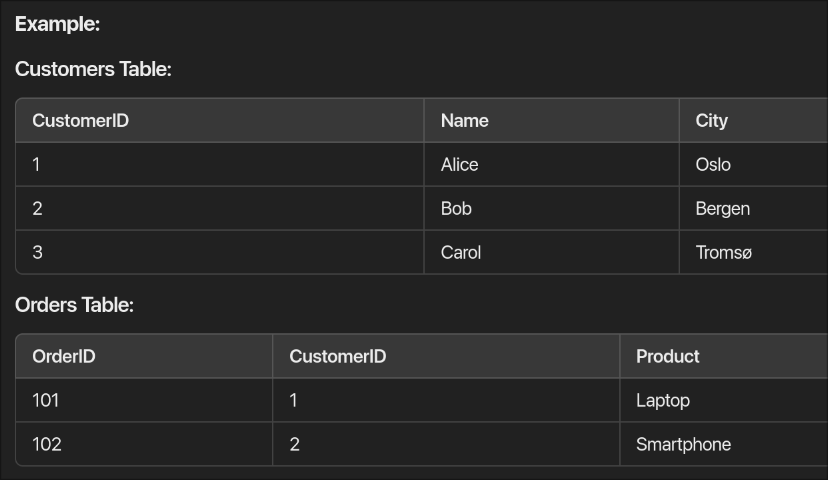 Example:
Customers Table:
CustomerID Name City
1 Alice Oslo
2 Bob Bergen
3 Carol Tromsø
Orders Table:
OrderID CustomerID Product
101 1 Laptop
102 2 Smartphone